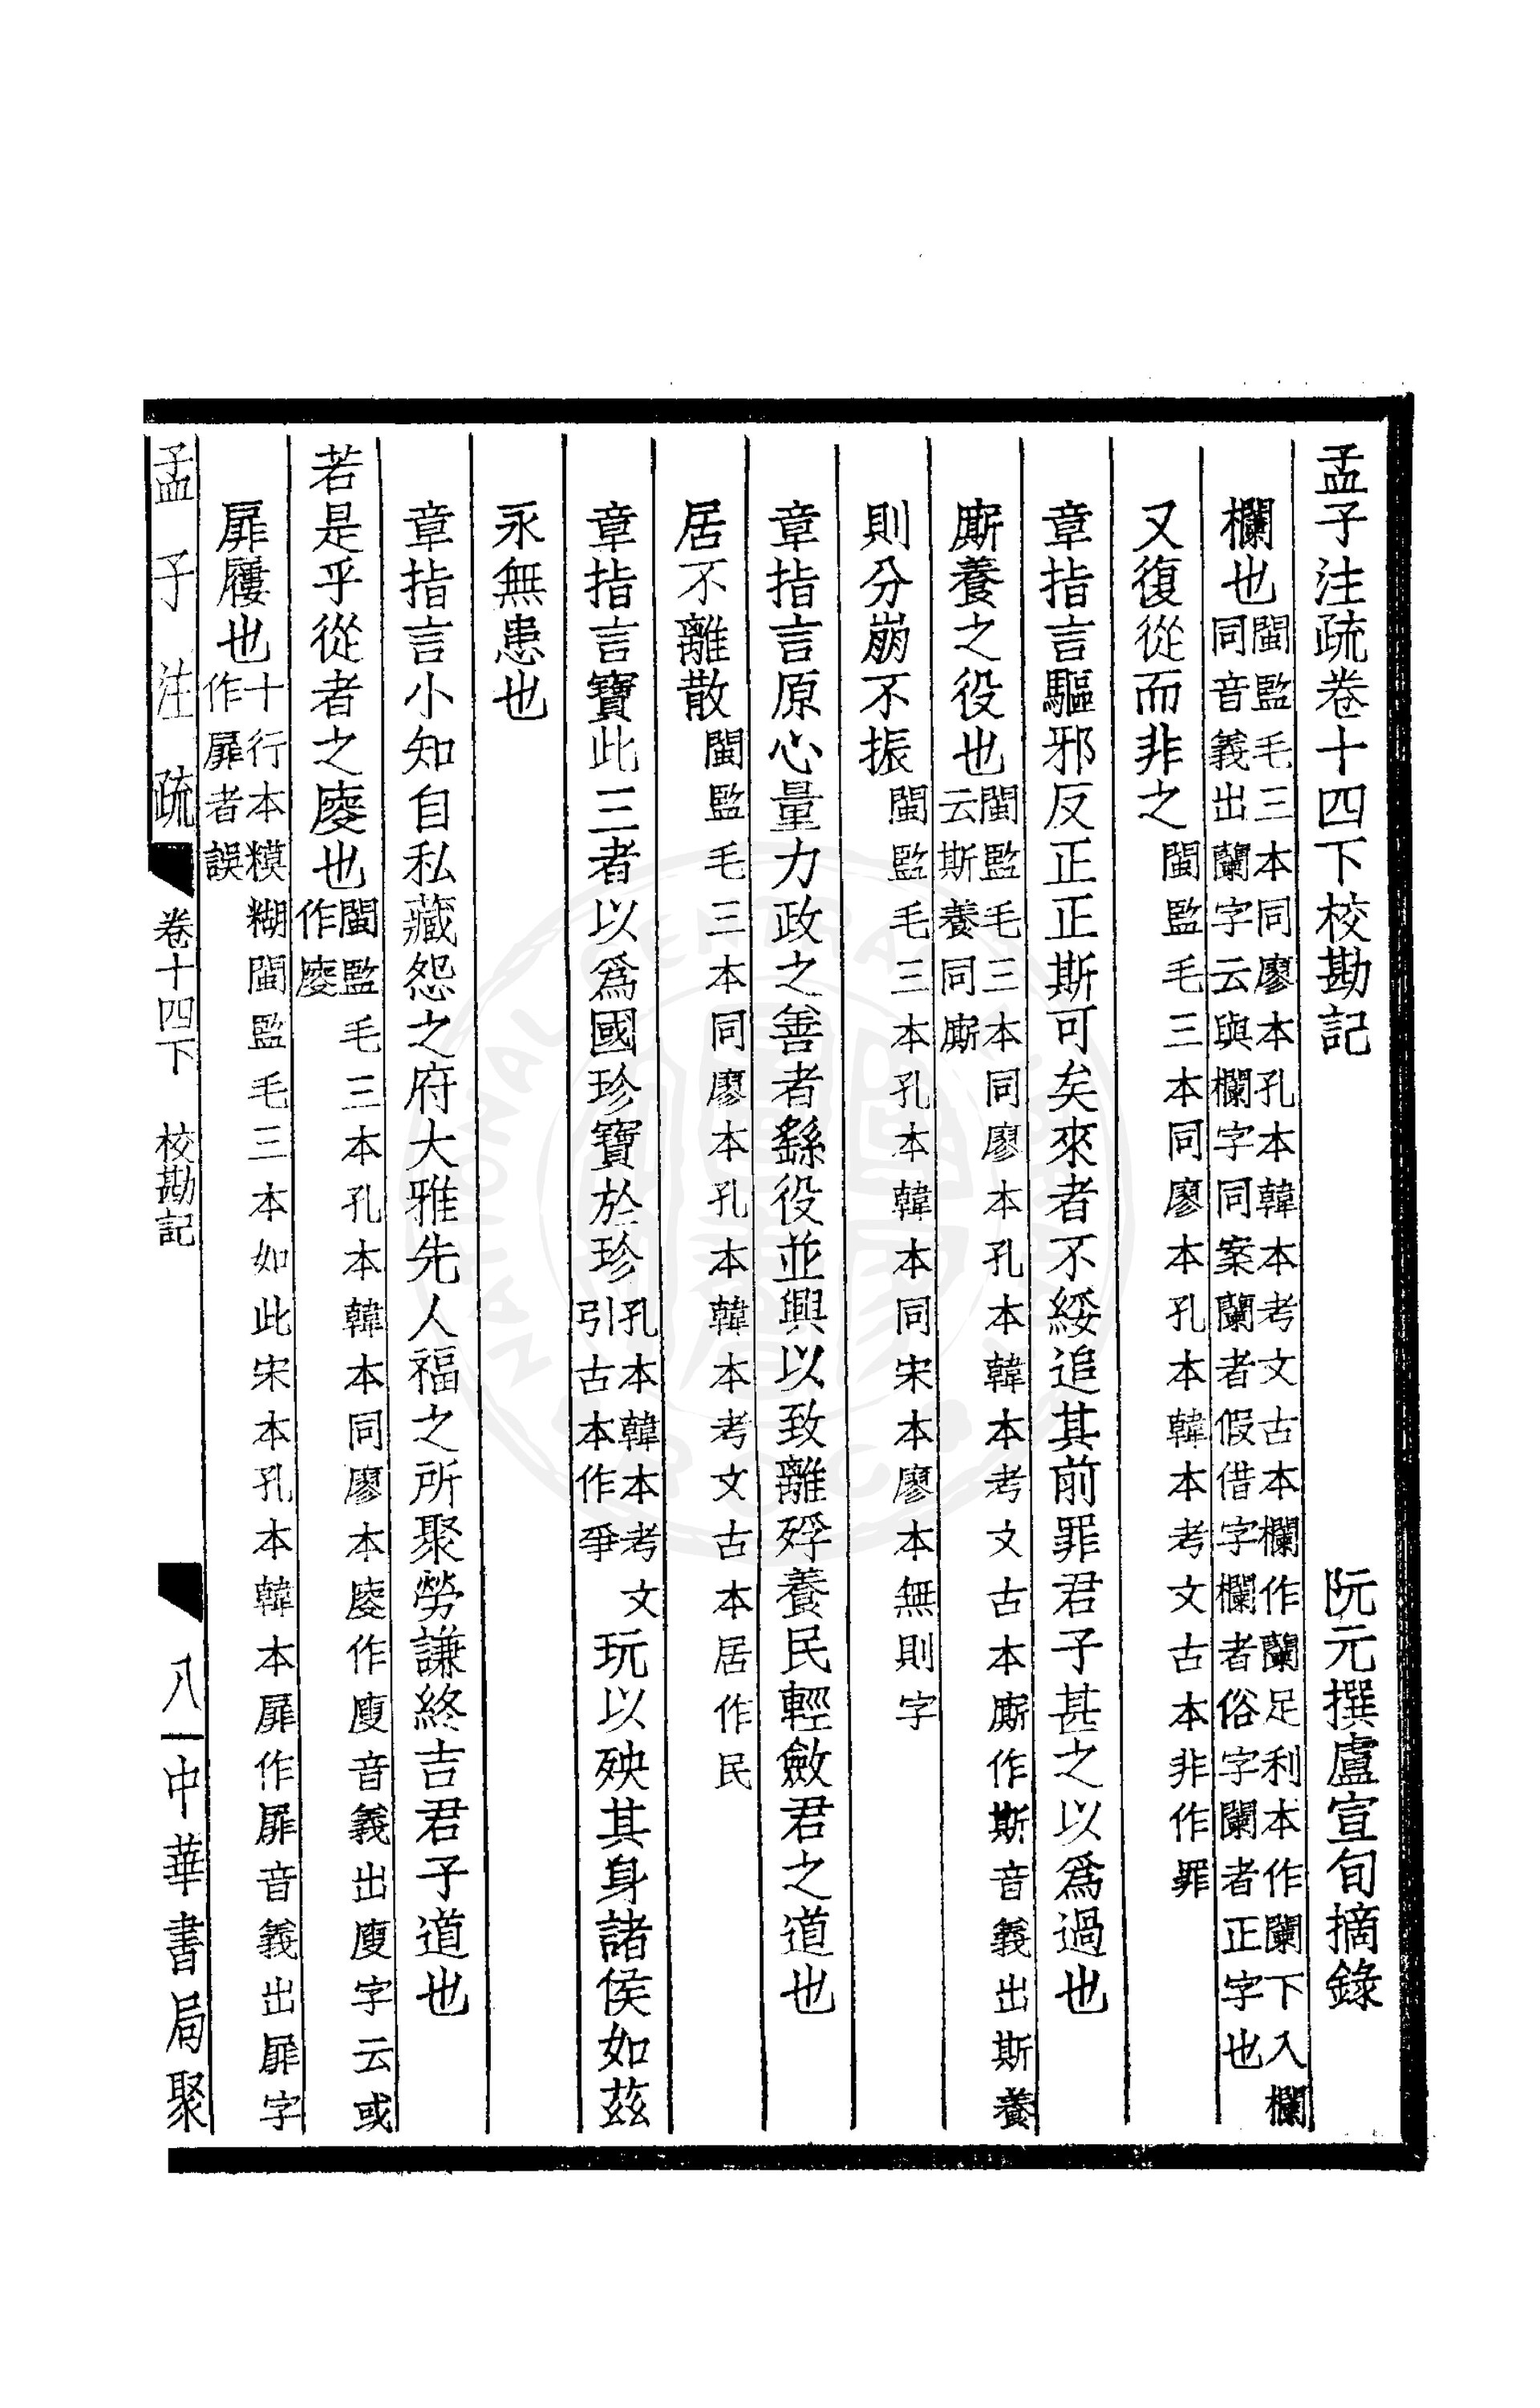 孟子注疏卷十四下校勘記 阮元撰盧宣旬摘錄
欄也閩監毛三本同廖本孔本韓本考文古本欄作蘭足利本作闌下入欄同音義出蘭字云與欄字同案蘭者假借字欄者俗字闌者正字也
又復從而非之閩監毛三本同廖本孔本韓本考文古本非作罪
章指言驅邪反正正斯可矣來者不綏追其前罪君子甚之以爲過也
廝養之役也閩監毛三本同廖本孔本韓本考文古本廝作斯音義出斯養云斯養同廝
則分崩不振閩監毛三本孔本韓本同宋本廖本無則字
章指言原心量力政之善者繇役並興以致離殍養民輕斂君之道也
居不離散閩監毛三本同廖本孔本韓本考文古本居作民
章指言寶此三者以爲國珍寶於珍孔本韓本考文引古本作爭玩以殃其身諸侯如茲
永無患也
章指言小知自私藏怨之府大雅先人福之所聚勞謙終吉君子道也
若是乎從者之廋也閩監毛三本孔本韓本同廖本廋作廀音義出廀字云或作廋
屝屨也十行本糢糊閩監毛三本如此宋本孔本韓本屝作扉音義出屝字作扉者誤
孟子注疏 卷十四下 校勘記 八一中華書局聚
NATIONAL CENTRAL LIBRARY R.O.C.